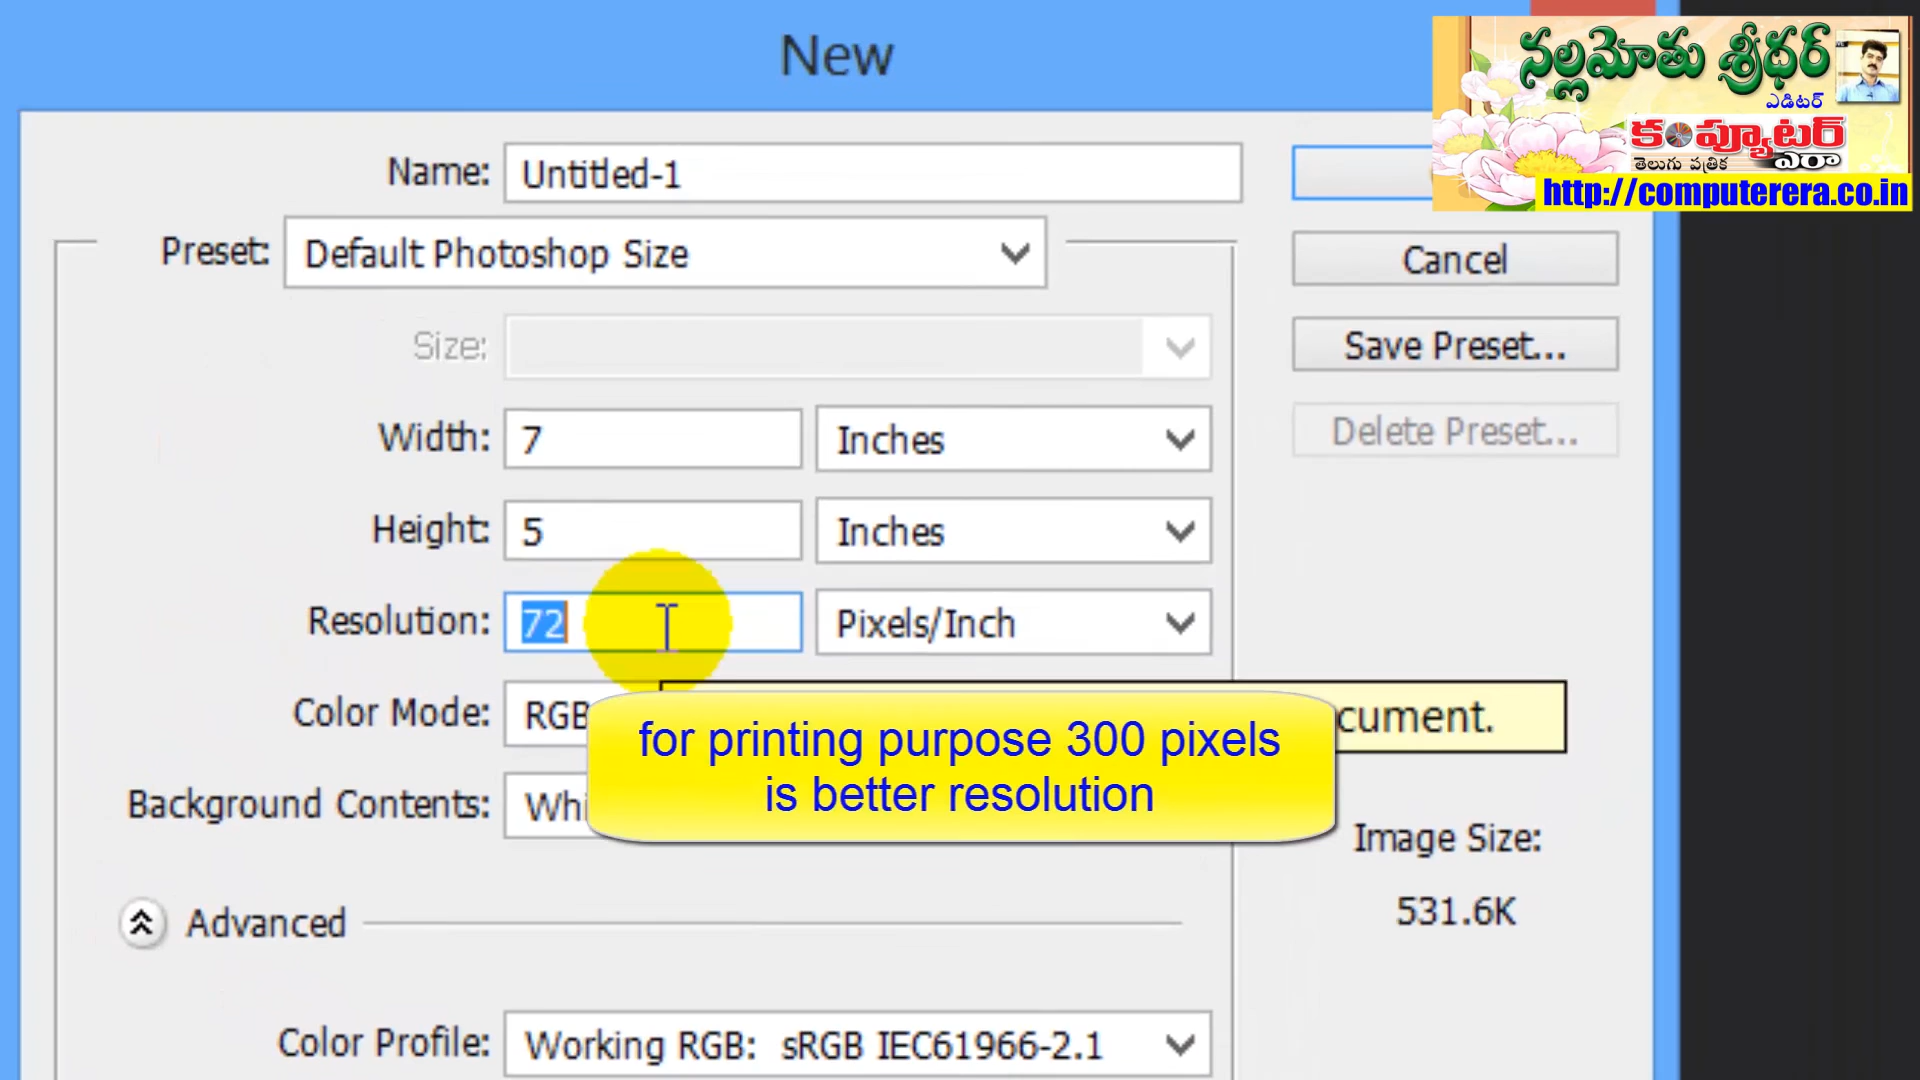 New
నల్లమోతు శ్రీధర్
ఎడిటర్
కంప్యూటర్
తెలుగు పత్రిక ఎరా
http://computerera.co.in
Name: Untitled-1
Preset: Default Photoshop Size
Cancel
Size:
Save Preset...
Width: 7 Inches
Delete Preset...
Height: 5 Inches
Resolution: 72 Pixels/Inch
Color Mode: RGB
cument.
for printing purpose 300 pixels
is better resolution
Background Contents: Whi
Image Size:
531.6K
Advanced
Color Profile: Working RGB: sRGB IEC61966-2.1